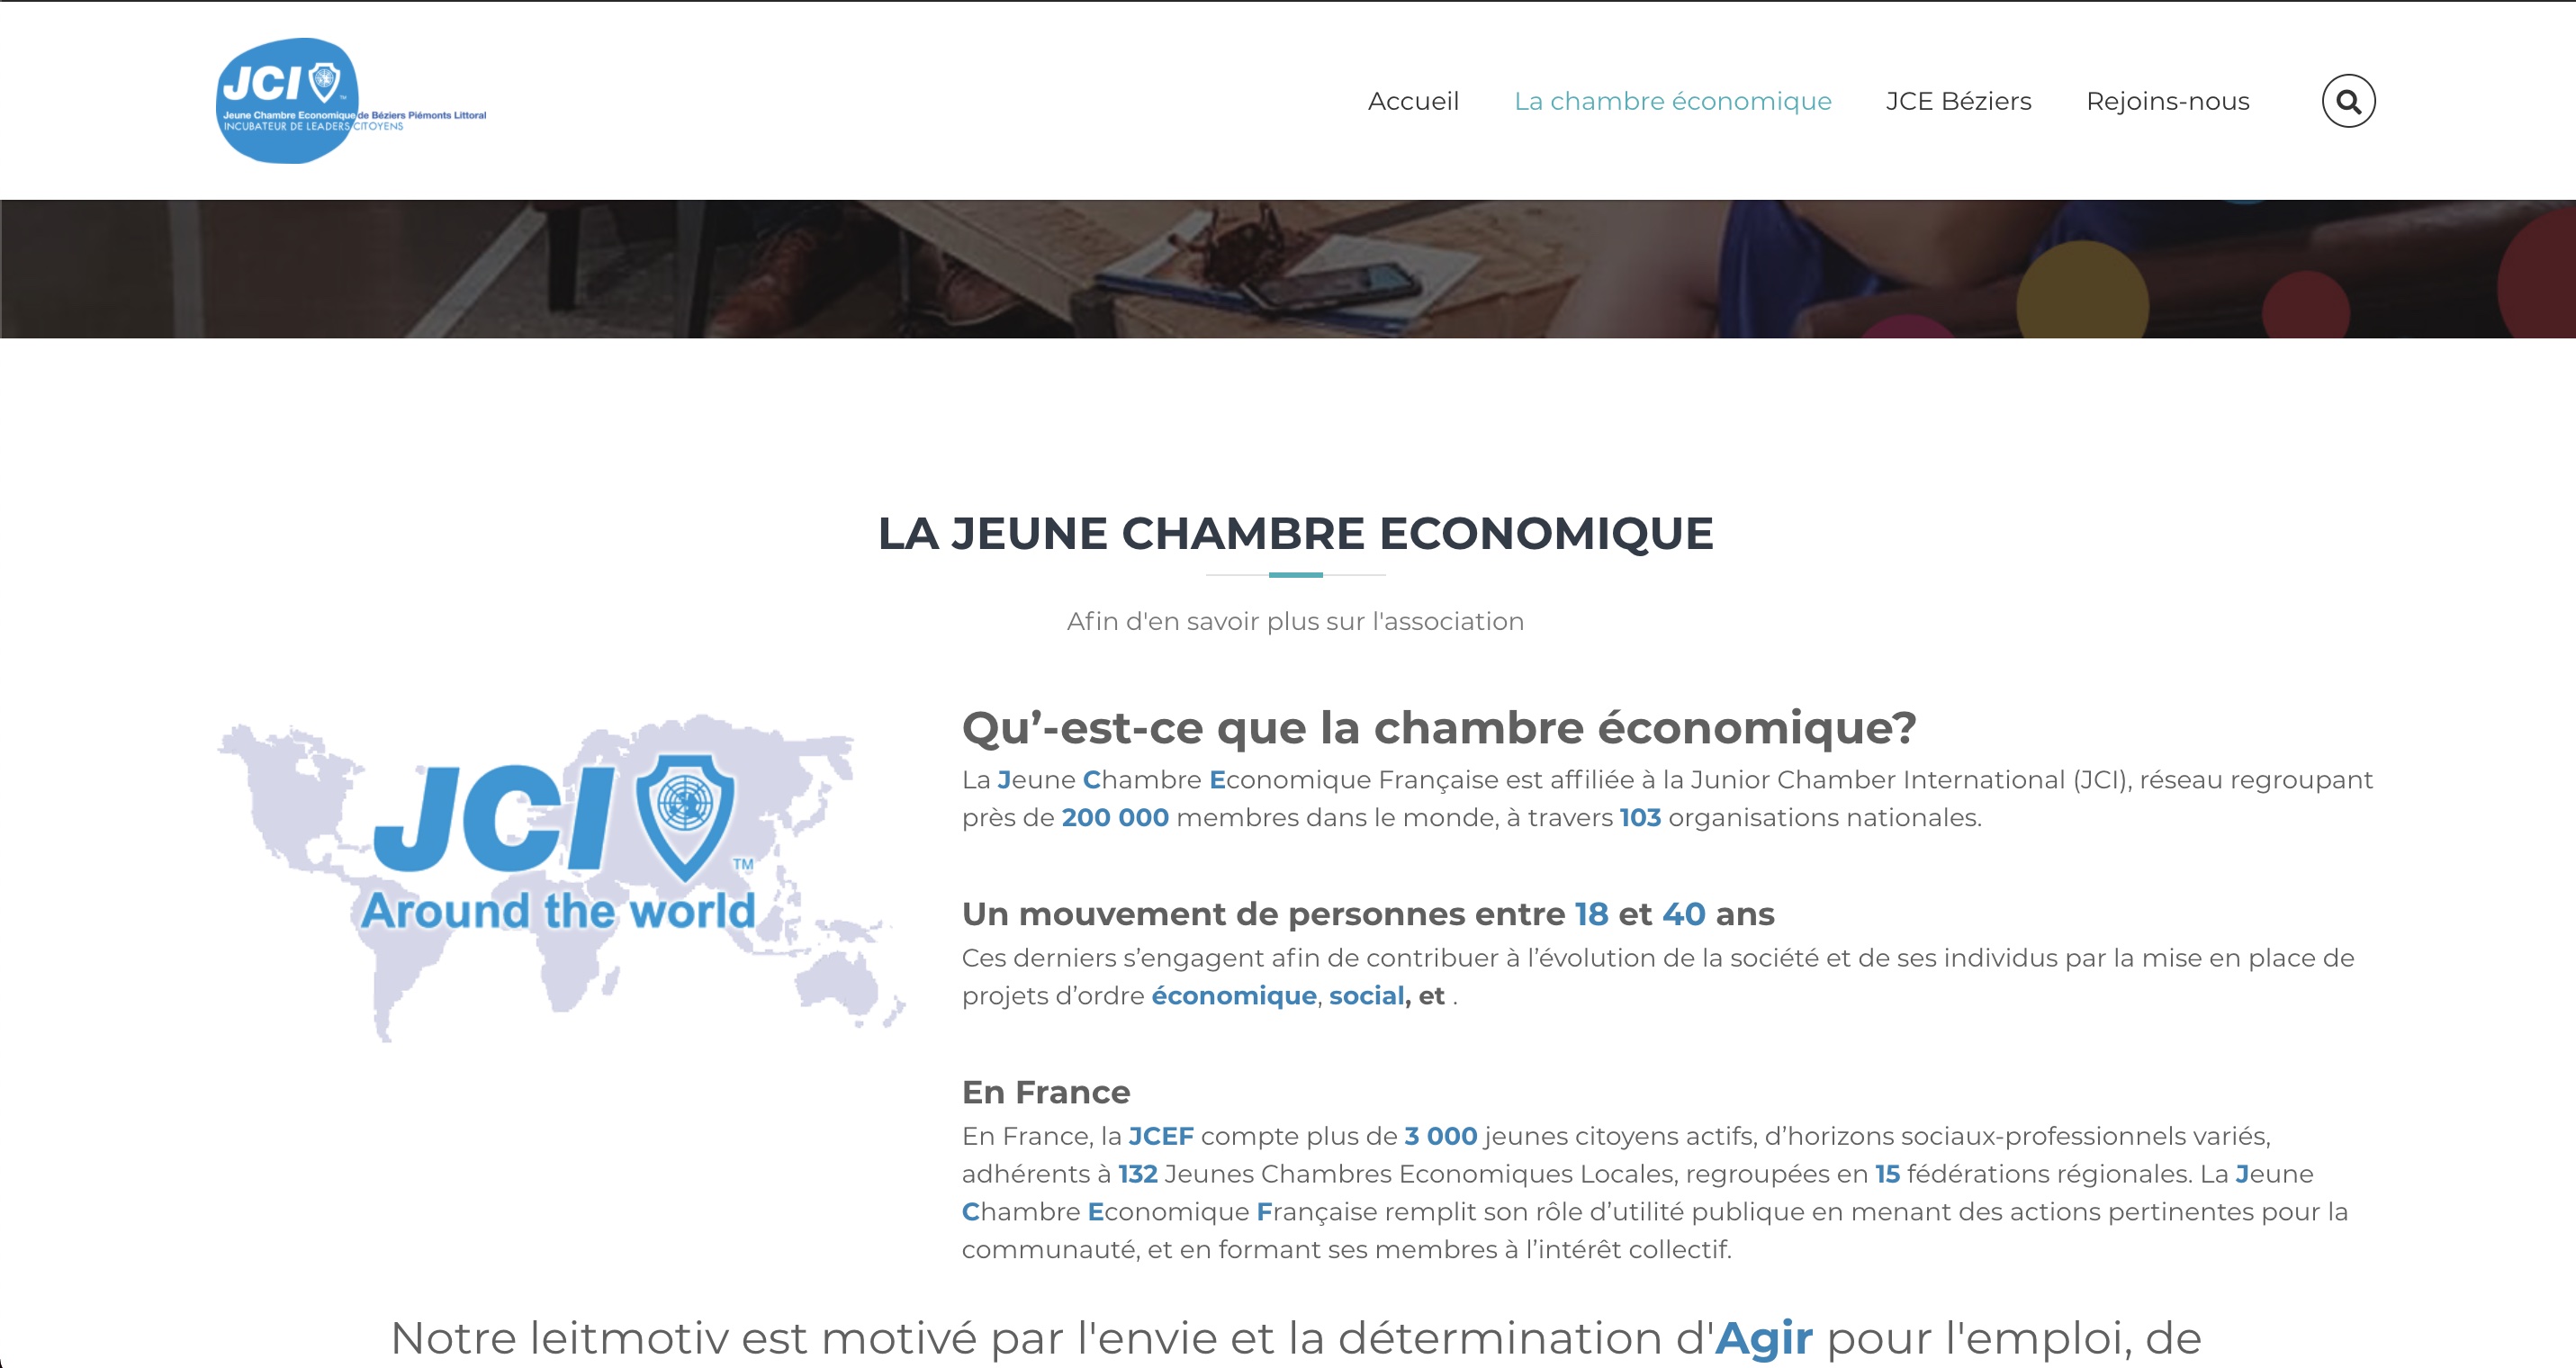 JCI
TM
Jeune Chambre Economique de Béziers Piémonts Littoral
INCUBATEUR DE LEADERS CITOYENS
Accueil
La chambre économique
JCE Béziers
Rejoins-nous
LA JEUNE CHAMBRE ECONOMIQUE
Afin d'en savoir plus sur l'association
JCI
TM
Around the world
Qu’-est-ce que la chambre économique?
La Jeune Chambre Economique Française est affiliée à la Junior Chamber International (JCI), réseau regroupant
près de 200 000 membres dans le monde, à travers 103 organisations nationales.
Un mouvement de personnes entre 18 et 40 ans
Ces derniers s’engagent afin de contribuer à l’évolution de la société et de ses individus par la mise en place de
projets d’ordre économique, social, et .
En France
En France, la JCEF compte plus de 3 000 jeunes citoyens actifs, d’horizons sociaux-professionnels variés,
adhérents à 132 Jeunes Chambres Economiques Locales, regroupées en 15 fédérations régionales. La Jeune
Chambre Economique Française remplit son rôle d’utilité publique en menant des actions pertinentes pour la
communauté, et en formant ses membres à l’intérêt collectif.
Notre leitmotiv est motivé par l'envie et la détermination d'Agir pour l'emploi, de